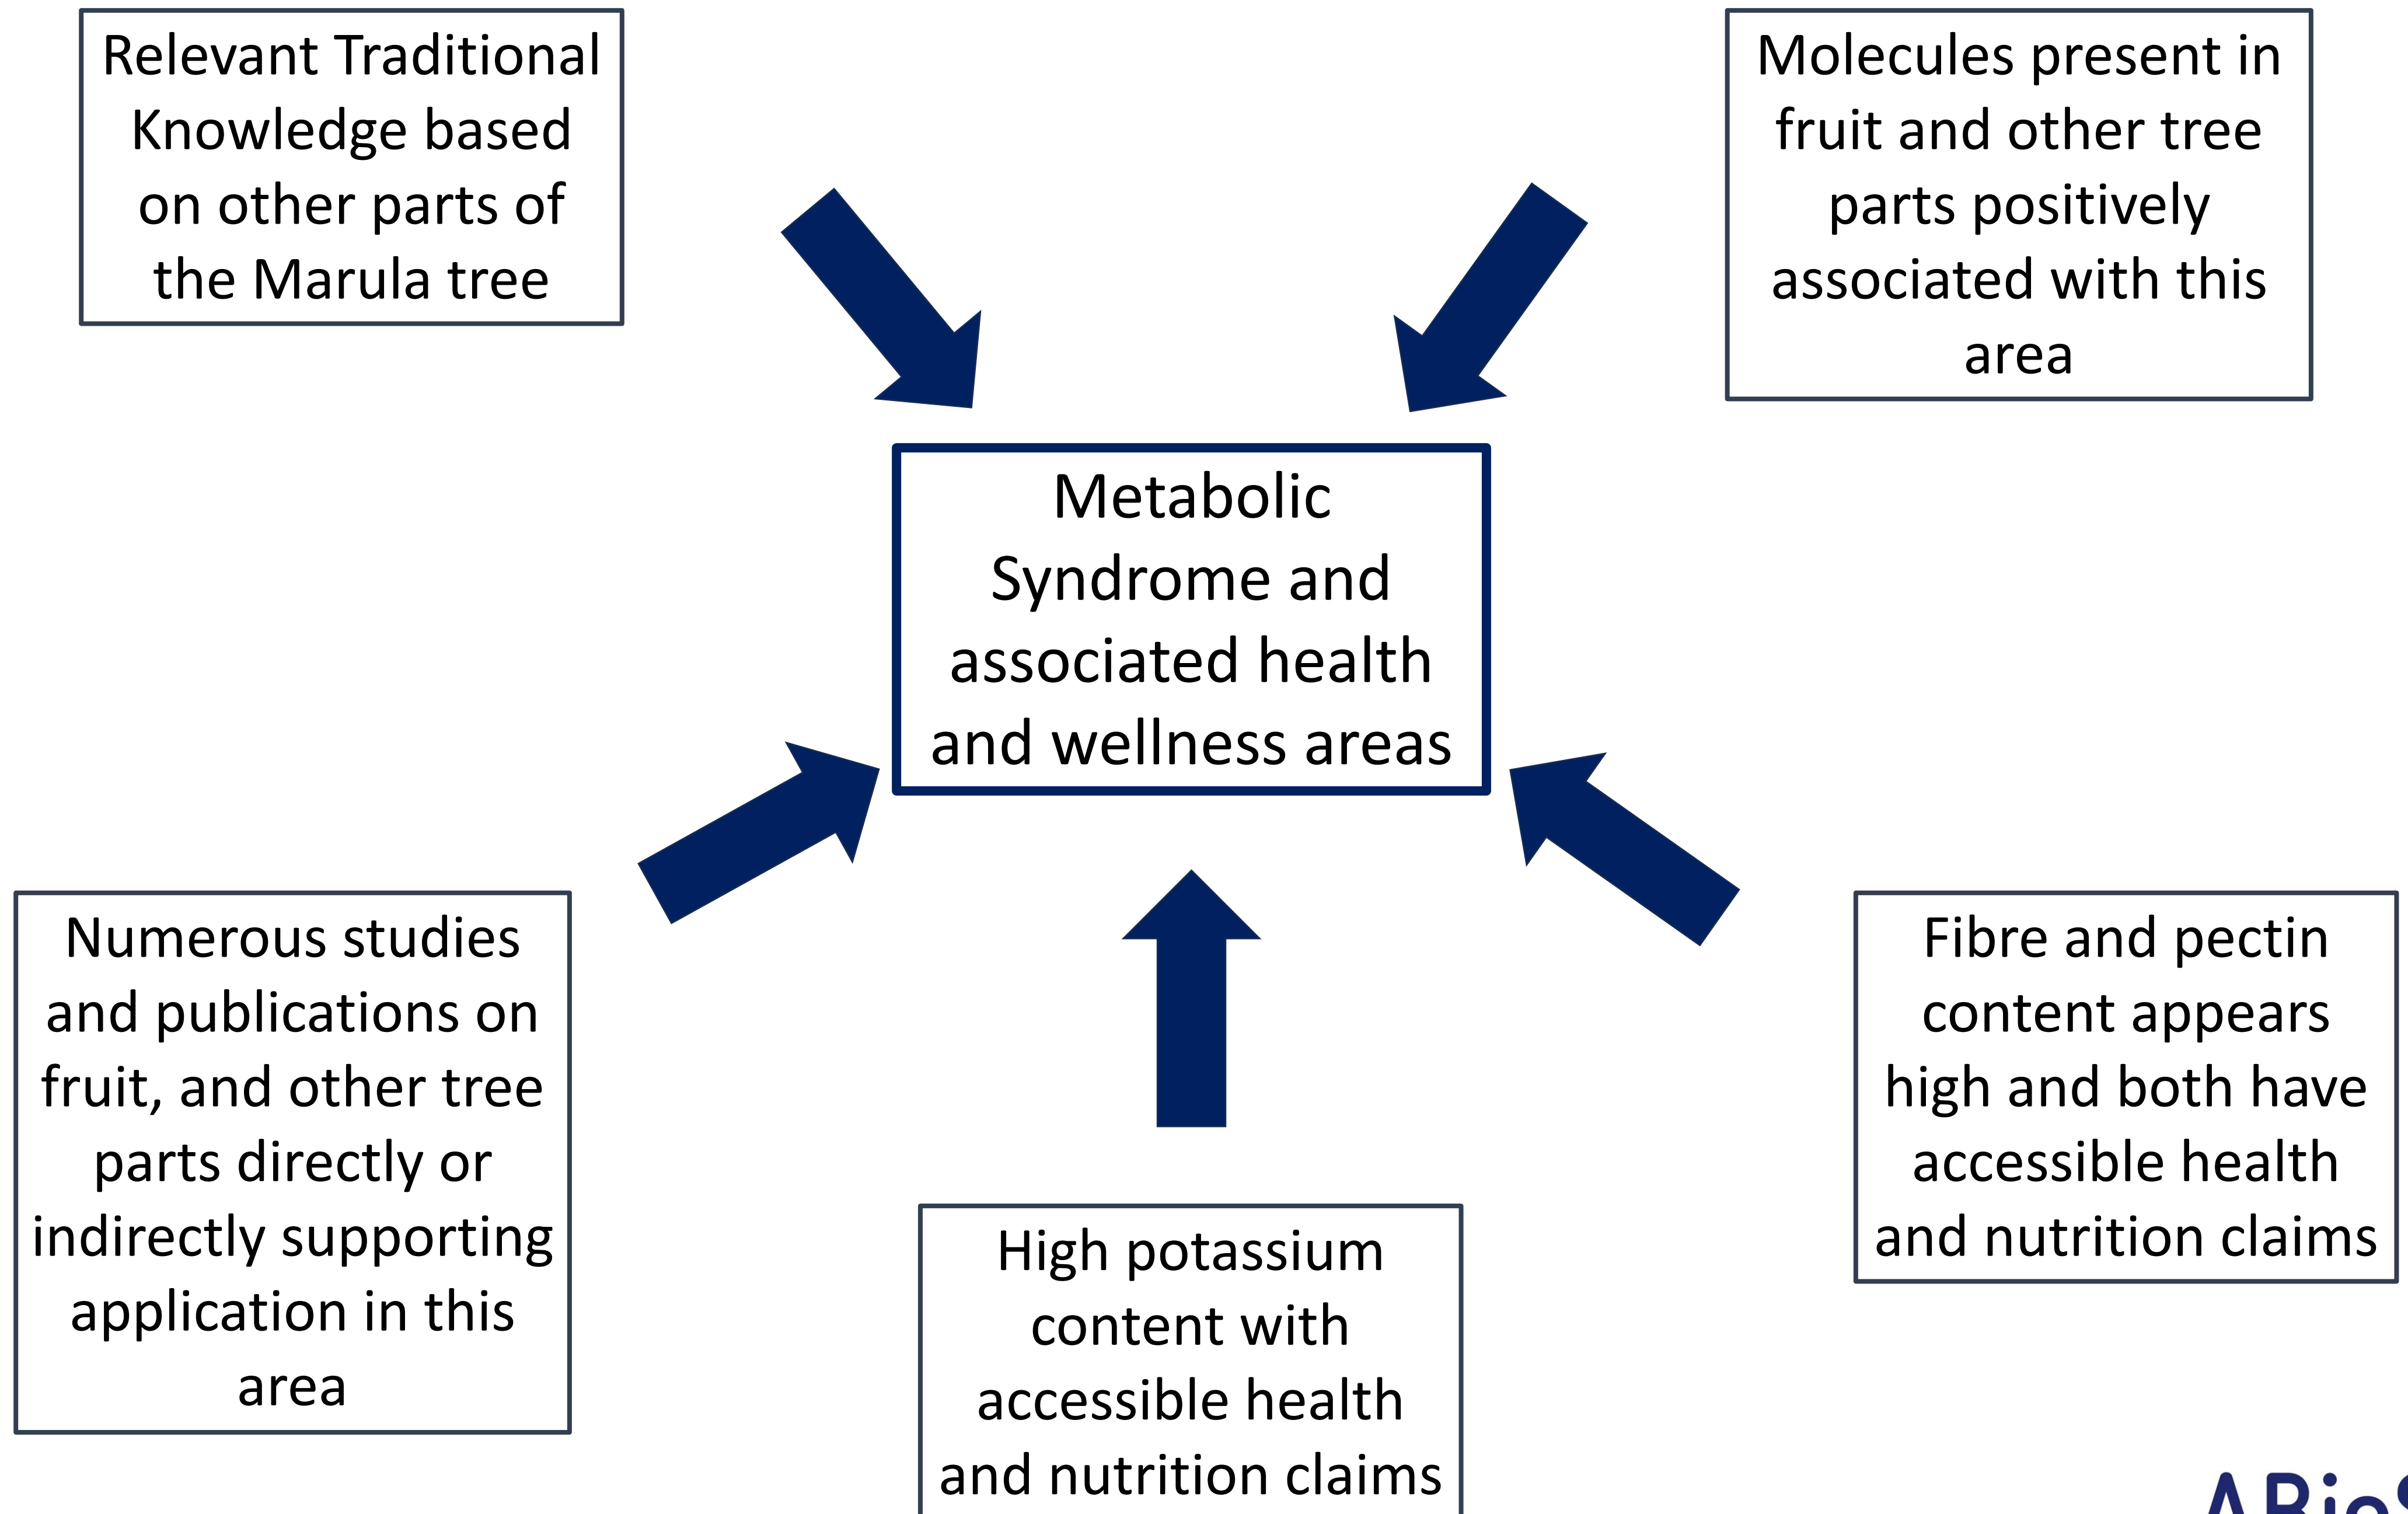 Relevant Traditional
Knowledge based
on other parts of
the Marula tree
Molecules present in
fruit and other tree
parts positively
associated with this
area
Metabolic
Syndrome and
associated health
and wellness areas
Numerous studies
and publications on
fruit, and other tree
parts directly or
indirectly supporting
application in this
area
High potassium
content with
accessible health
and nutrition claims
Fibre and pectin
content appears
high and both have
accessible health
and nutrition claims